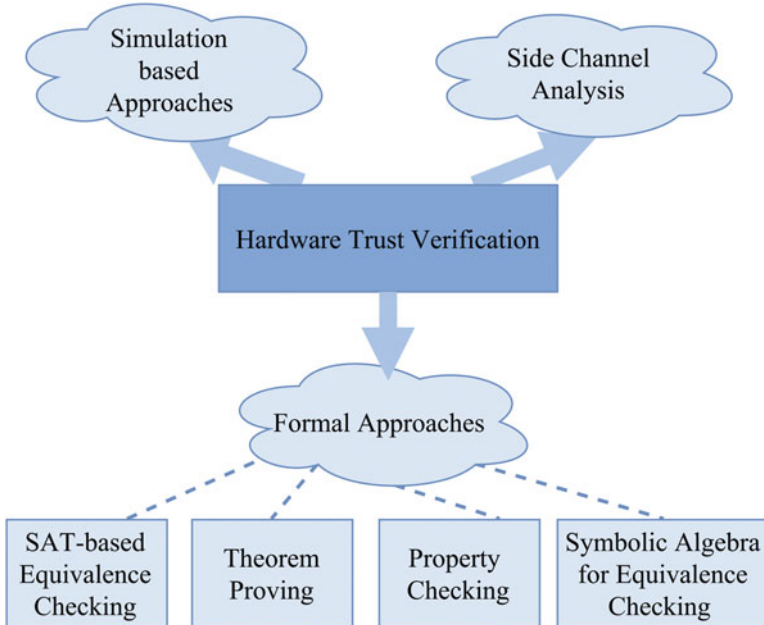 Simulation
based
Approaches
Side Channel
Analysis
Hardware Trust Verification
Formal Approaches
SAT-based
Equivalence
Checking
Theorem
Proving
Property
Checking
Symbolic Algebra
for Equivalence
Checking